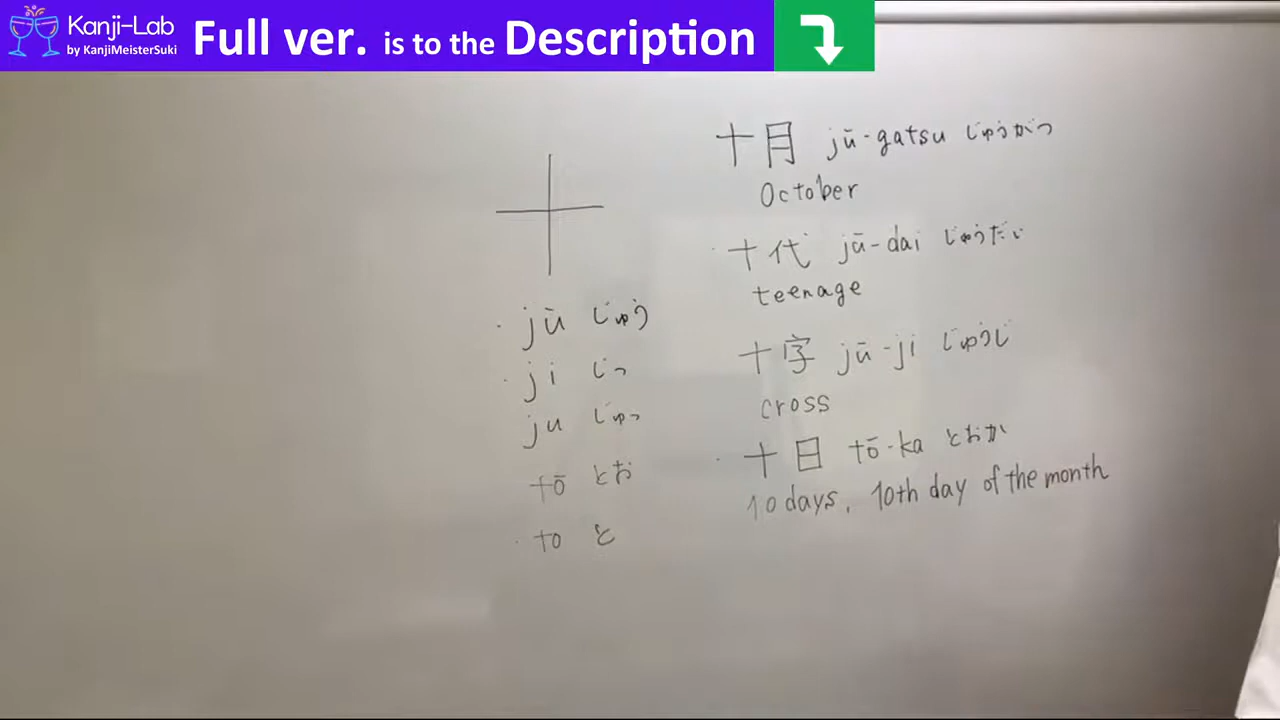 Kanji-Lab
by KanjiMeisterSuki
Full ver. is to the Description
十
jū じゅう
ji じっ
ju じゅっ
tō とお
to と
十月 jū-gatsu じゅうがつ
October
十代 jū-dai じゅうだい
teenage
十字 jū-ji じゅうじ
cross
十日 tō-ka とおか
10 days, 10th day of the month